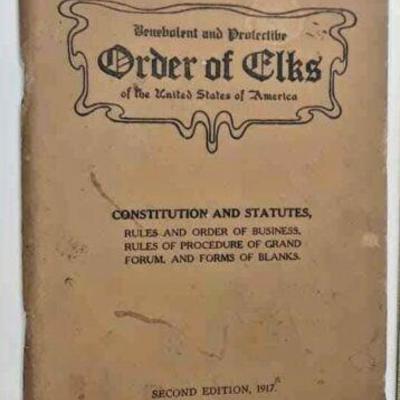 Benevolent and Protective
Order of Elks
of the United States of America
CONSTITUTION AND STATUTES,
RULES AND ORDER OF BUSINESS,
RULES OF PROCEDURE OF GRAND
FORUM, AND FORMS OF BLANKS.
SECOND EDITION, 1917.